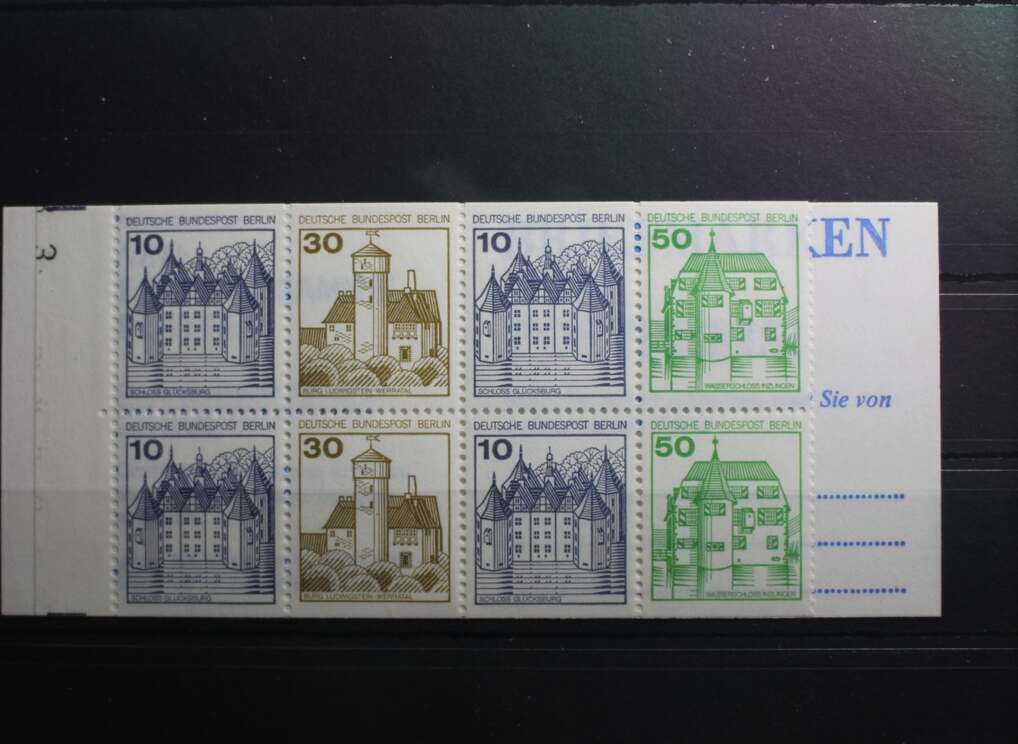 3
DEUTSCHE BUNDESPOST BERLIN
10
SCHLOSS GLÜCKSBURG
DEUTSCHE BUNDESPOST BERLIN
30
BURG LUDWIGSTEIN WERRATAL
DEUTSCHE BUNDESPOST BERLIN
10
SCHLOSS GLÜCKSBURG
DEUTSCHE BUNDESPOST BERLIN
50
WASSERSCHLOSS INZLINGEN
KEN
Sie von
DEUTSCHE BUNDESPOST BERLIN
10
SCHLOSS GLÜCKSBURG
DEUTSCHE BUNDESPOST BERLIN
30
BURG LUDWIGSTEIN WERRATAL
DEUTSCHE BUNDESPOST BERLIN
10
SCHLOSS GLÜCKSBURG
DEUTSCHE BUNDESPOST BERLIN
50
WASSERSCHLOSS INZLINGEN